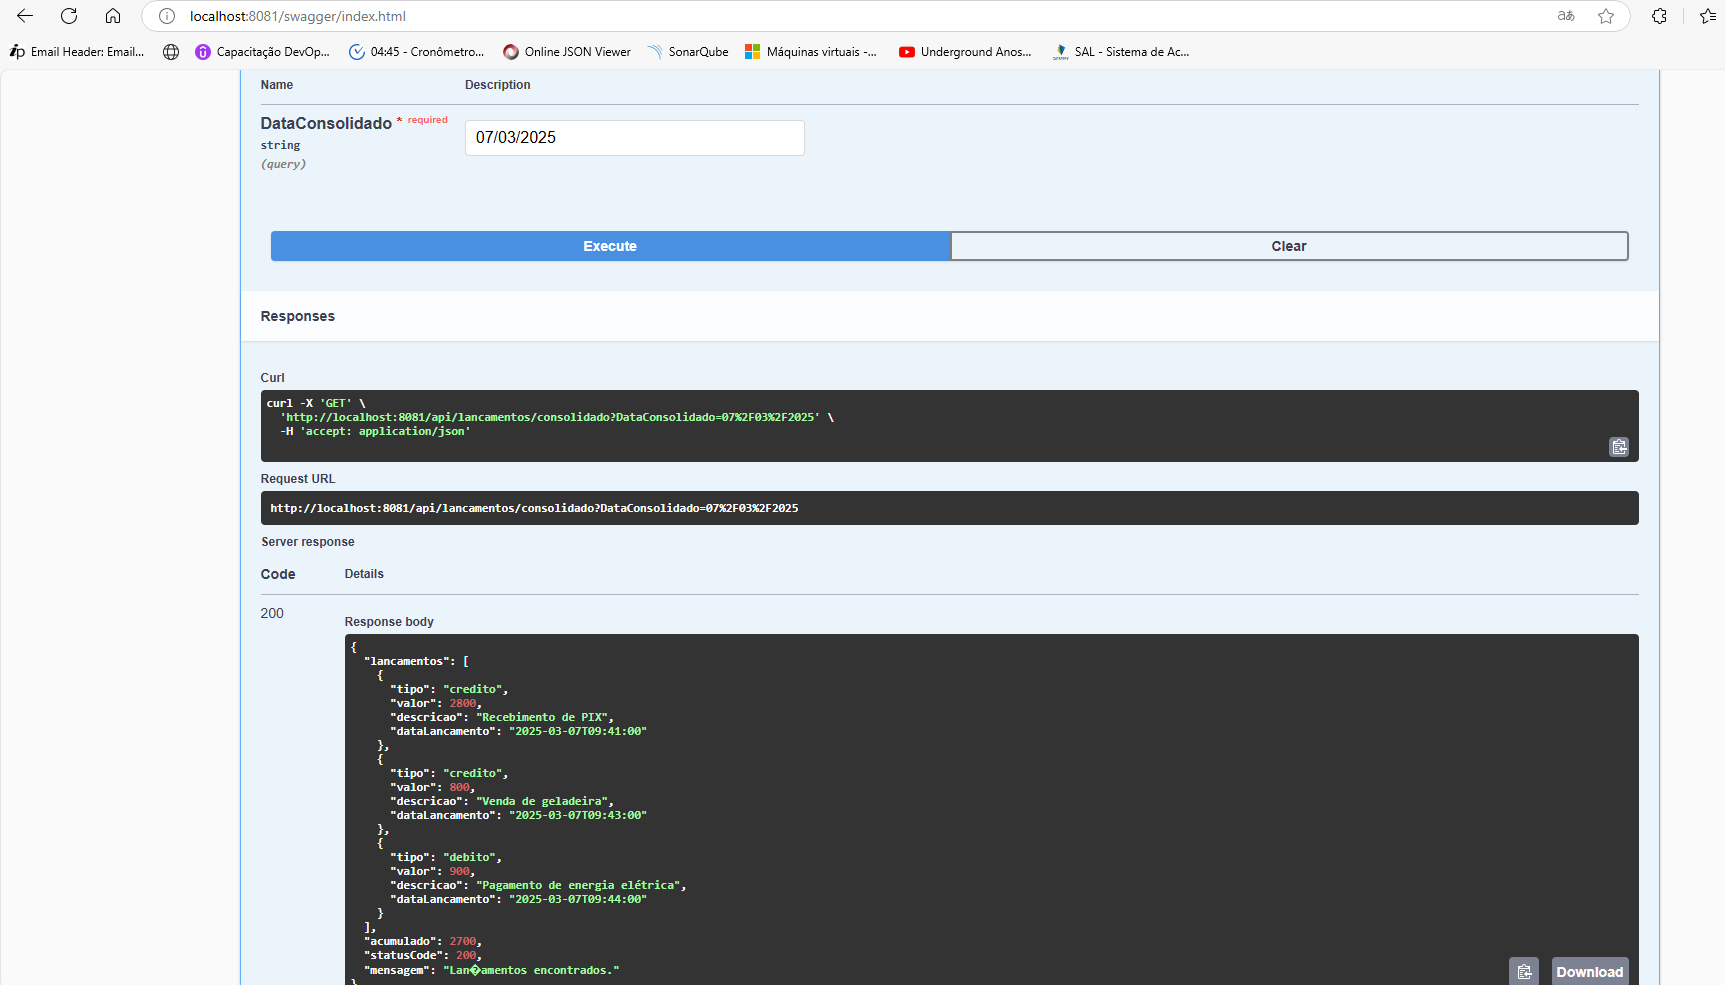 localhost:8081/swagger/index.html
aあ
ip Email Header: Email...
Capacitação DevOp...
04:45 - Cronômetro...
Online JSON Viewer
SonarQube
Máquinas virtuais -...
Underground Anos...
SAL - Sistema de Ac...
Name Description
DataConsolidado * required
07/03/2025
string
(query)
Execute Clear
Responses
Curl
curl -X 'GET' \
'http://localhost:8081/api/lancamentos/consolidado?DataConsolidado=07%2F03%2F2025' \
-H 'accept: application/json'
Request URL
http://localhost:8081/api/lancamentos/consolidado?DataConsolidado=07%2F03%2F2025
Server response
Code Details
200
Response body
{
"lancamentos": [
{
"tipo": "credito",
"valor": 2800,
"descricao": "Recebimento de PIX",
"dataLancamento": "2025-03-07T09:41:00"
},
{
"tipo": "credito",
"valor": 800,
"descricao": "Venda de geladeira",
"dataLancamento": "2025-03-07T09:43:00"
},
{
"tipo": "debito",
"valor": 900,
"descricao": "Pagamento de energia elétrica",
"dataLancamento": "2025-03-07T09:44:00"
}
],
"acumulado": 2700,
"statusCode": 200,
"mensagem": "Lan�amentos encontrados."
}
Download